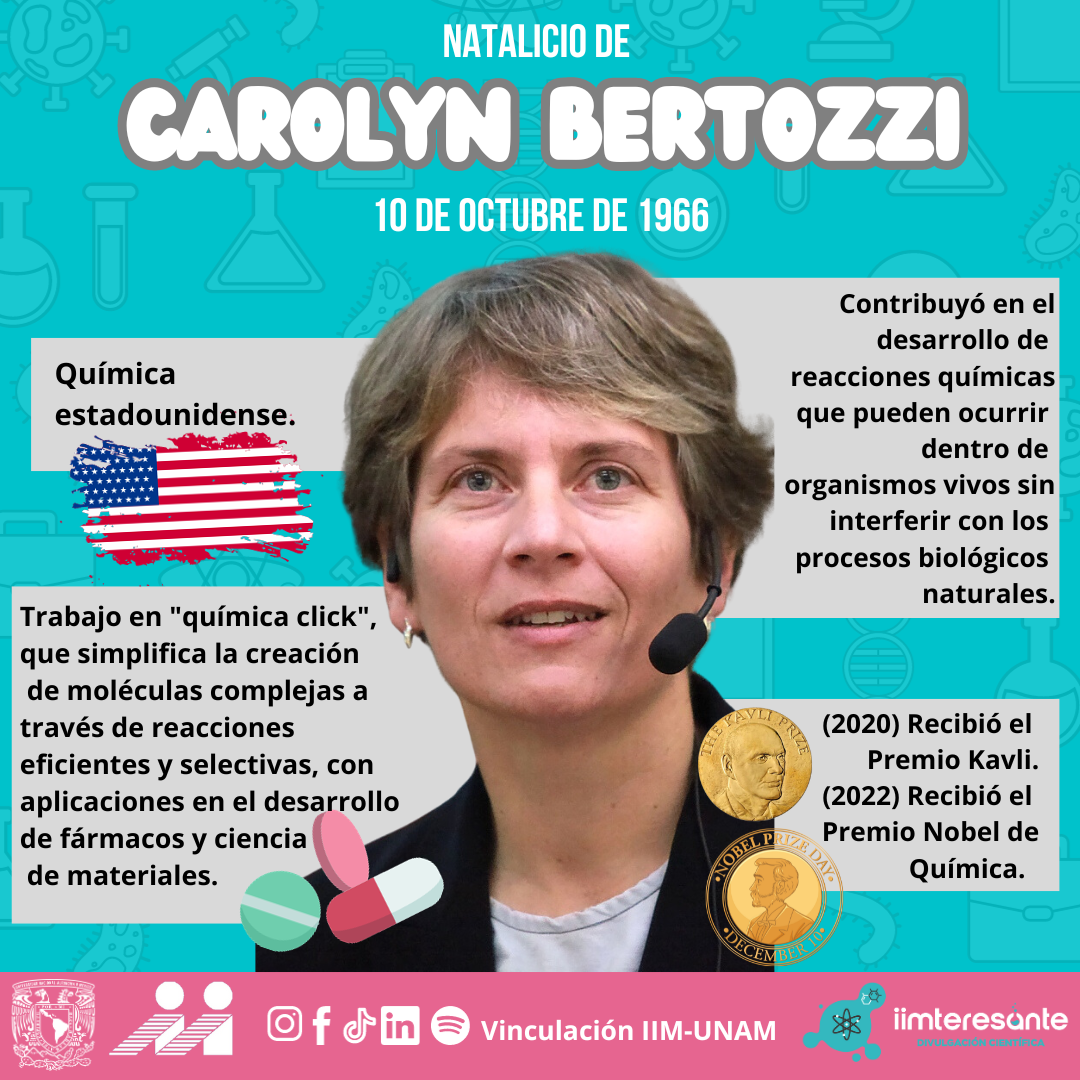 NATALICIO DE
CAROLYN BERTOZZI
10 DE OCTUBRE DE 1966
Química
estadounidense.
Contribuyó en el
desarrollo de
reacciones químicas
que pueden ocurrir
dentro de
organismos vivos sin
interferir con los
procesos biológicos
naturales.
Trabajo en "química click",
que simplifica la creación
de moléculas complejas a
través de reacciones
eficientes y selectivas, con
aplicaciones en el desarrollo
de fármacos y ciencia
de materiales.
THE KAVLI PRIZE
(2020) Recibió el
Premio Kavli.
(2022) Recibió el
Premio Nobel de
Química.
•NOBEL PRIZE DAY•
•DECEMBER 10•
Vinculación IIM-UNAM
iimteresante
DIVULGACIÓN CIENTÍFICA